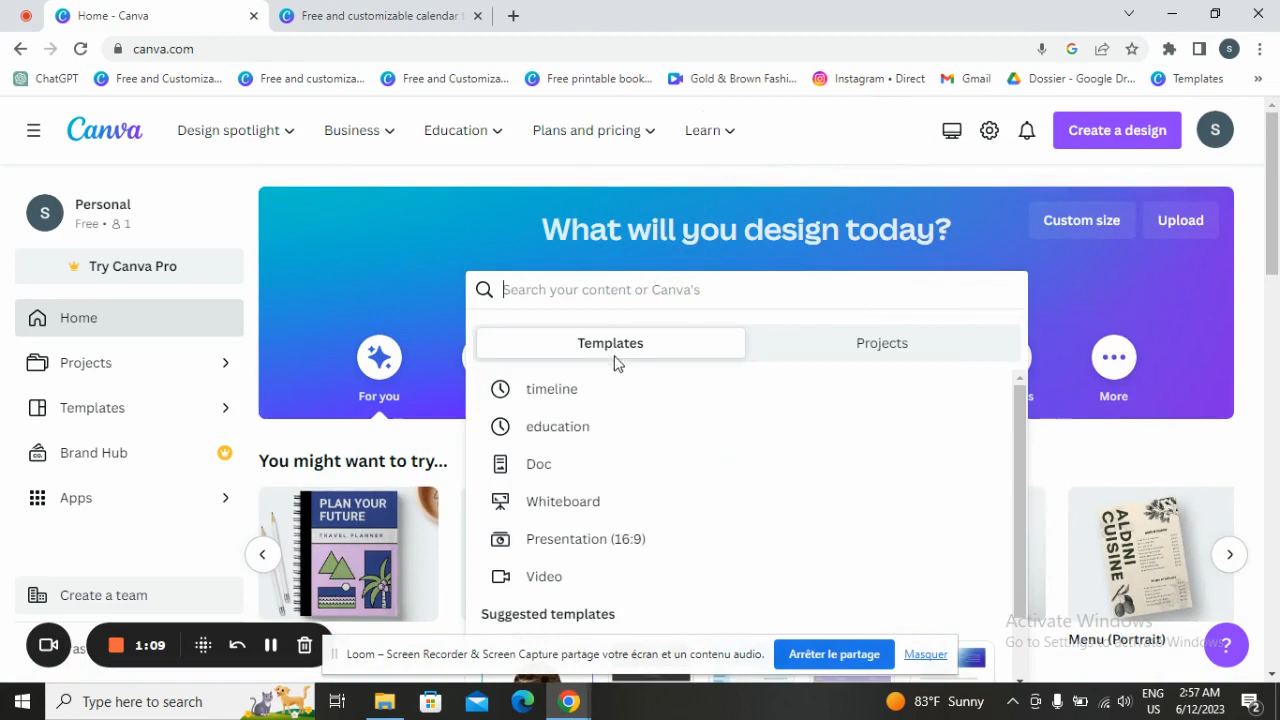 Home - Canva
Free and customizable calendar t
canva.com
ChatGPT
Free and Customiza...
Free and customiza...
Free and Customiza...
Free printable book...
Gold & Brown Fashi...
Instagram • Direct
Gmail
Dossier - Google Dr...
Templates
»
Canva
Design spotlight
Business
Education
Plans and pricing
Learn
Create a design
S
S
Personal
Free • 1
Try Canva Pro
Home
Projects
Templates
Brand Hub
Apps
Create a team
What will you design today?
Custom size
Upload
Search your content or Canva's
Templates
Projects
timeline
education
Doc
Whiteboard
Presentation (16:9)
Video
Suggested templates
For you
More
You might want to try...
PLAN YOUR
FUTURE
TRAVEL PLANNER
ALDINI
CUISINE
Menu (Portrait)
Activate Windows
Go to Settings to activate Windows.
?
1:09
Loom – Screen Recorder & Screen Capture partage votre écran et un contenu audio.
Arrêter le partage
Masquer
Type here to search
83°F Sunny
ENG
US
2:57 AM
6/12/2023
2